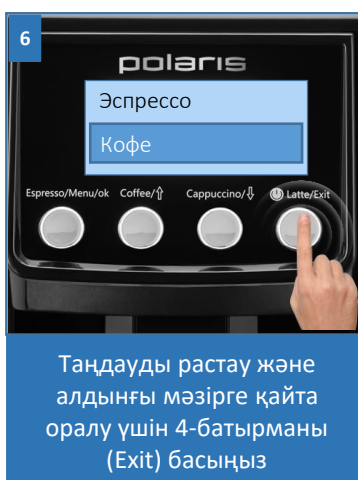 6
polaris
Эспрессо
Кофе
Espresso/Menu/ok Coffee/⇧ Cappuccino/⇩ Latte/Exit
Таңдауды растау және
алдынғы мәзірге қайта
оралу үшін 4-батырманы
(Exit) басыңыз